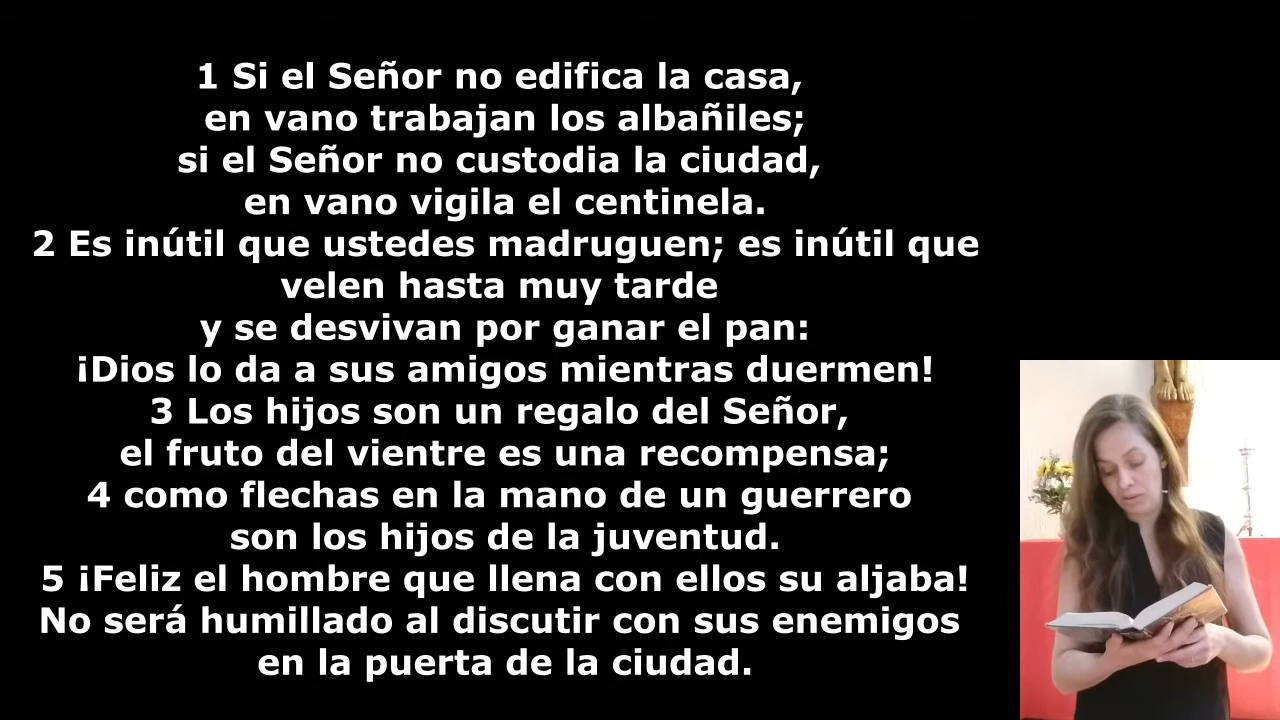 1 Si el Señor no edifica la casa,
en vano trabajan los albañiles;
si el Señor no custodia la ciudad,
en vano vigila el centinela.
2 Es inútil que ustedes madruguen; es inútil que
velen hasta muy tarde
y se desvivan por ganar el pan:
¡Dios lo da a sus amigos mientras duermen!
3 Los hijos son un regalo del Señor,
el fruto del vientre es una recompensa;
4 como flechas en la mano de un guerrero
son los hijos de la juventud.
5 ¡Feliz el hombre que llena con ellos su aljaba!
No será humillado al discutir con sus enemigos
en la puerta de la ciudad.